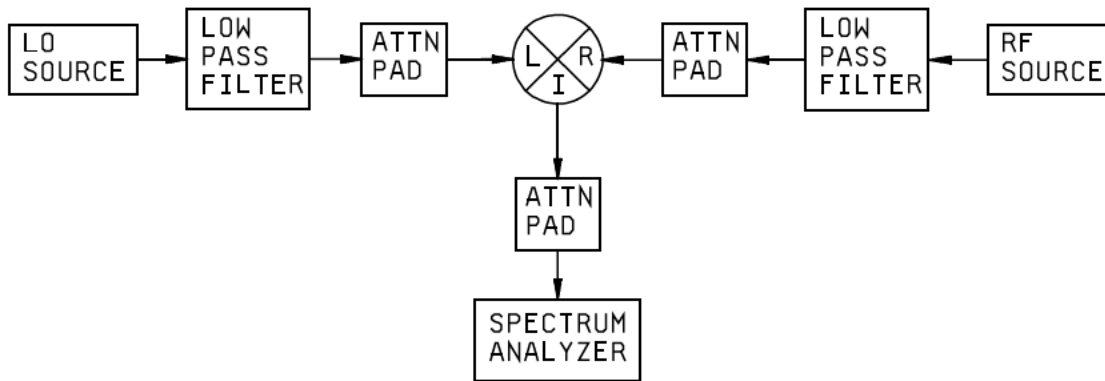 LO
SOURCE
LOW
PASS
FILTER
ATTN
PAD
L
R
I
ATTN
PAD
LOW
PASS
FILTER
RF
SOURCE
ATTN
PAD
SPECTRUM
ANALYZER